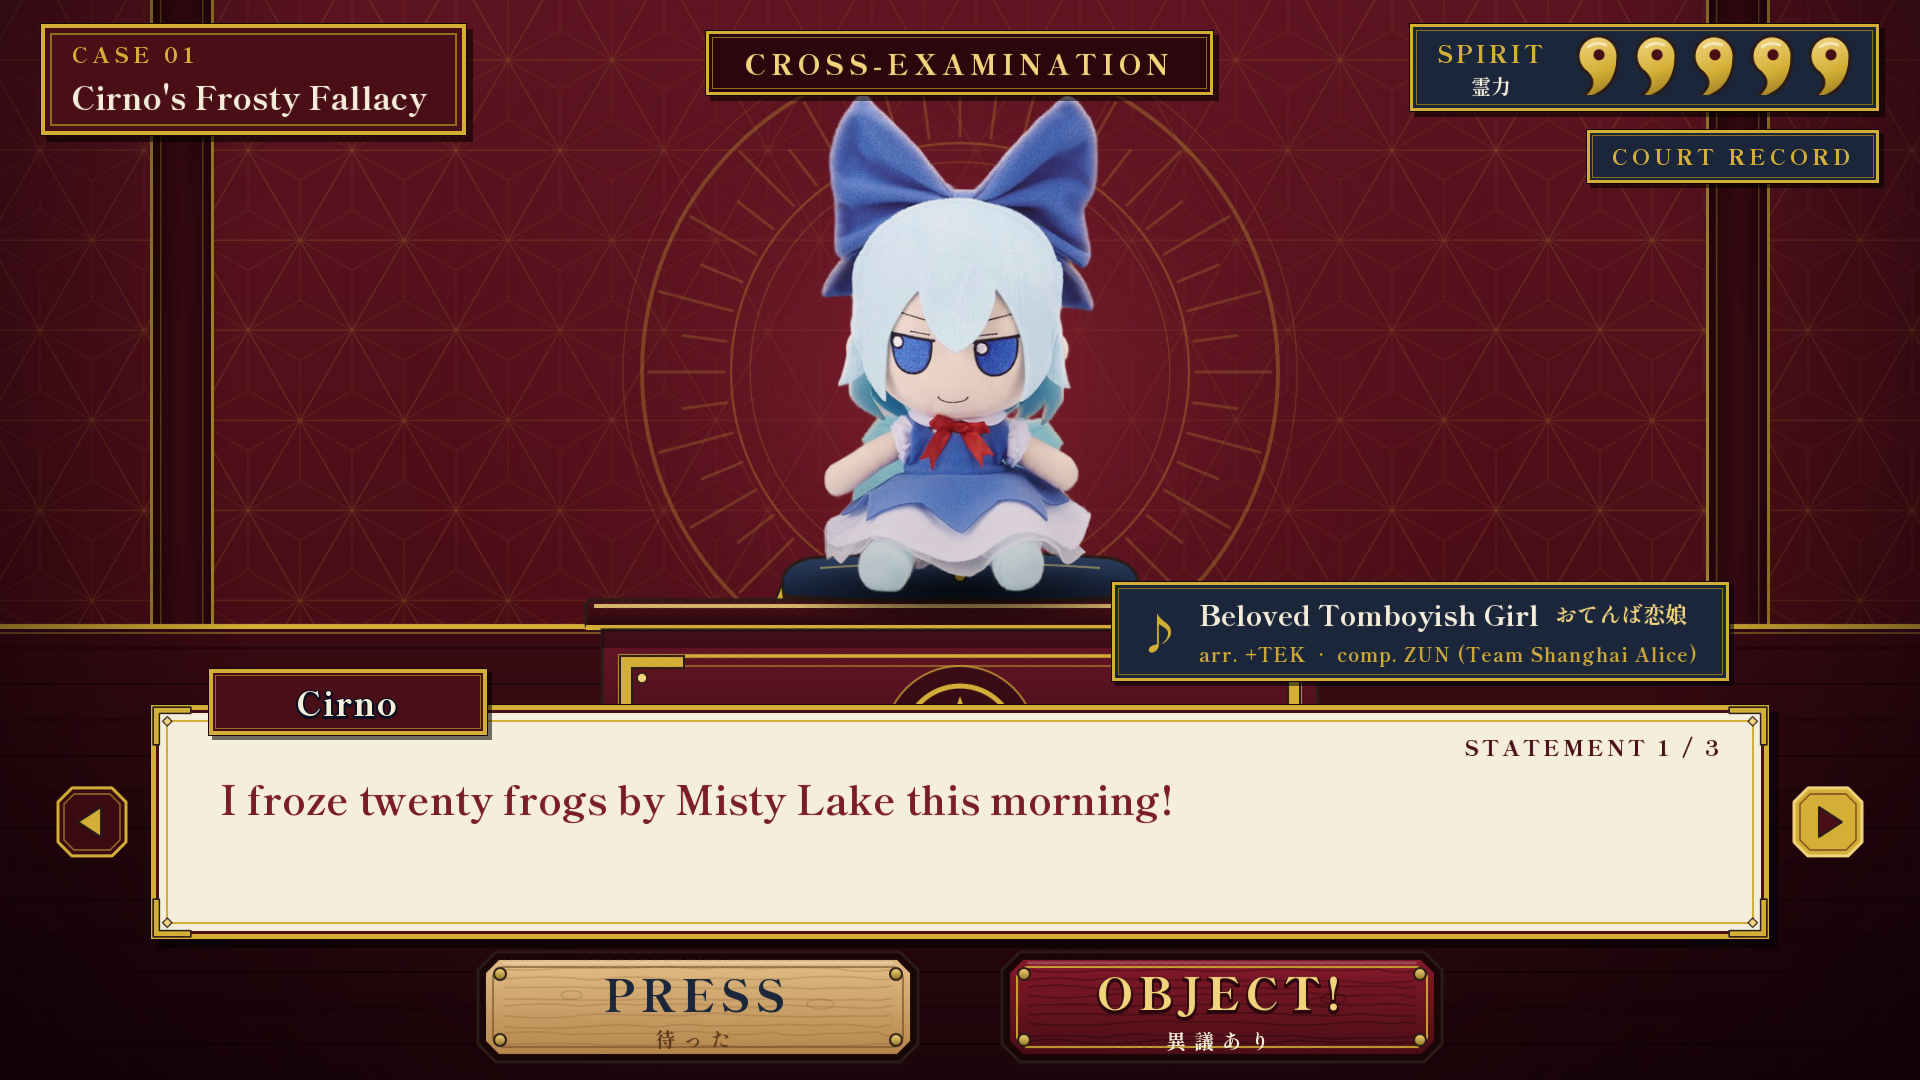 CASE 01
Cirno's Frosty Fallacy
CROSS-EXAMINATION
SPIRIT
霊力
COURT RECORD
Beloved Tomboyish Girl おてんば恋娘
arr. +TEK · comp. ZUN (Team Shanghai Alice)
Cirno
STATEMENT 1 / 3
I froze twenty frogs by Misty Lake this morning!
PRESS
待った
OBJECT!
異議あり